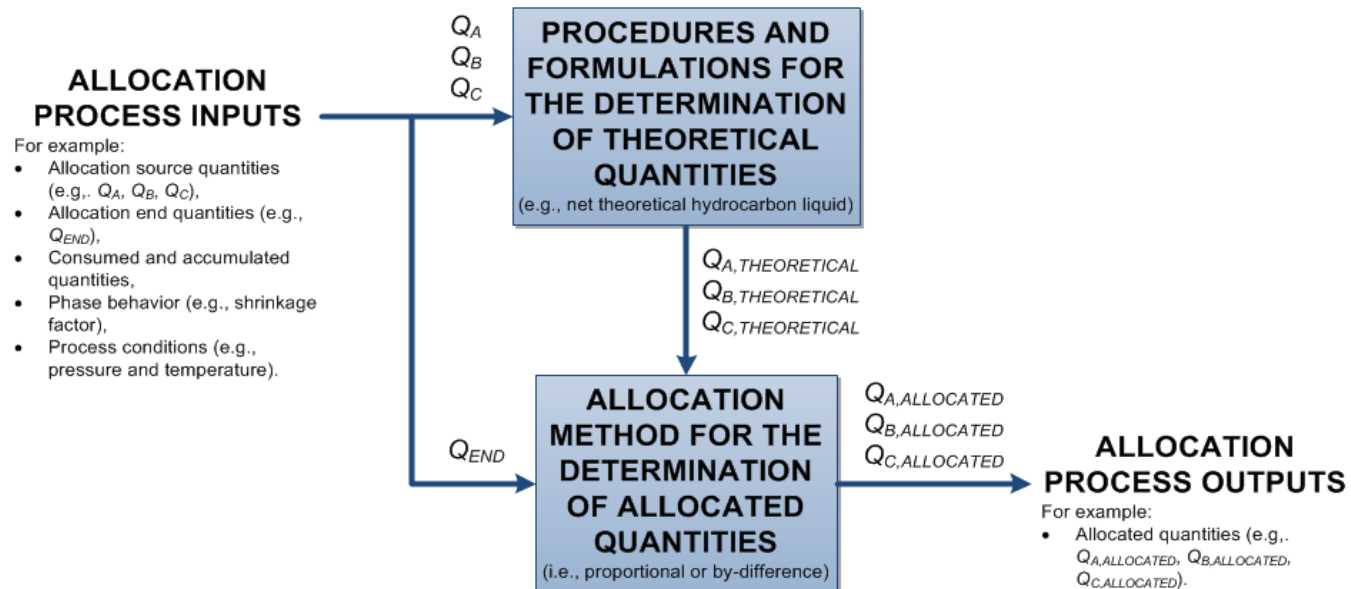 ALLOCATION
PROCESS INPUTS
For example:
• Allocation source quantities
(e.g,. QA, QB, QC),
• Allocation end quantities (e.g.,
QEND),
• Consumed and accumulated
quantities,
• Phase behavior (e.g., shrinkage
factor),
• Process conditions (e.g.,
pressure and temperature).
QA
QB
QC
PROCEDURES AND
FORMULATIONS FOR
THE DETERMINATION
OF THEORETICAL
QUANTITIES
(e.g., net theoretical hydrocarbon liquid)
QA,THEORETICAL
QB,THEORETICAL
QC,THEORETICAL
QEND
ALLOCATION
METHOD FOR THE
DETERMINATION
OF ALLOCATED
QUANTITIES
(i.e., proportional or by-difference)
QA,ALLOCATED
QB,ALLOCATED
QC,ALLOCATED
ALLOCATION
PROCESS OUTPUTS
For example:
• Allocated quantities (e.g,.
QA,ALLOCATED, QB,ALLOCATED,
QC,ALLOCATED).